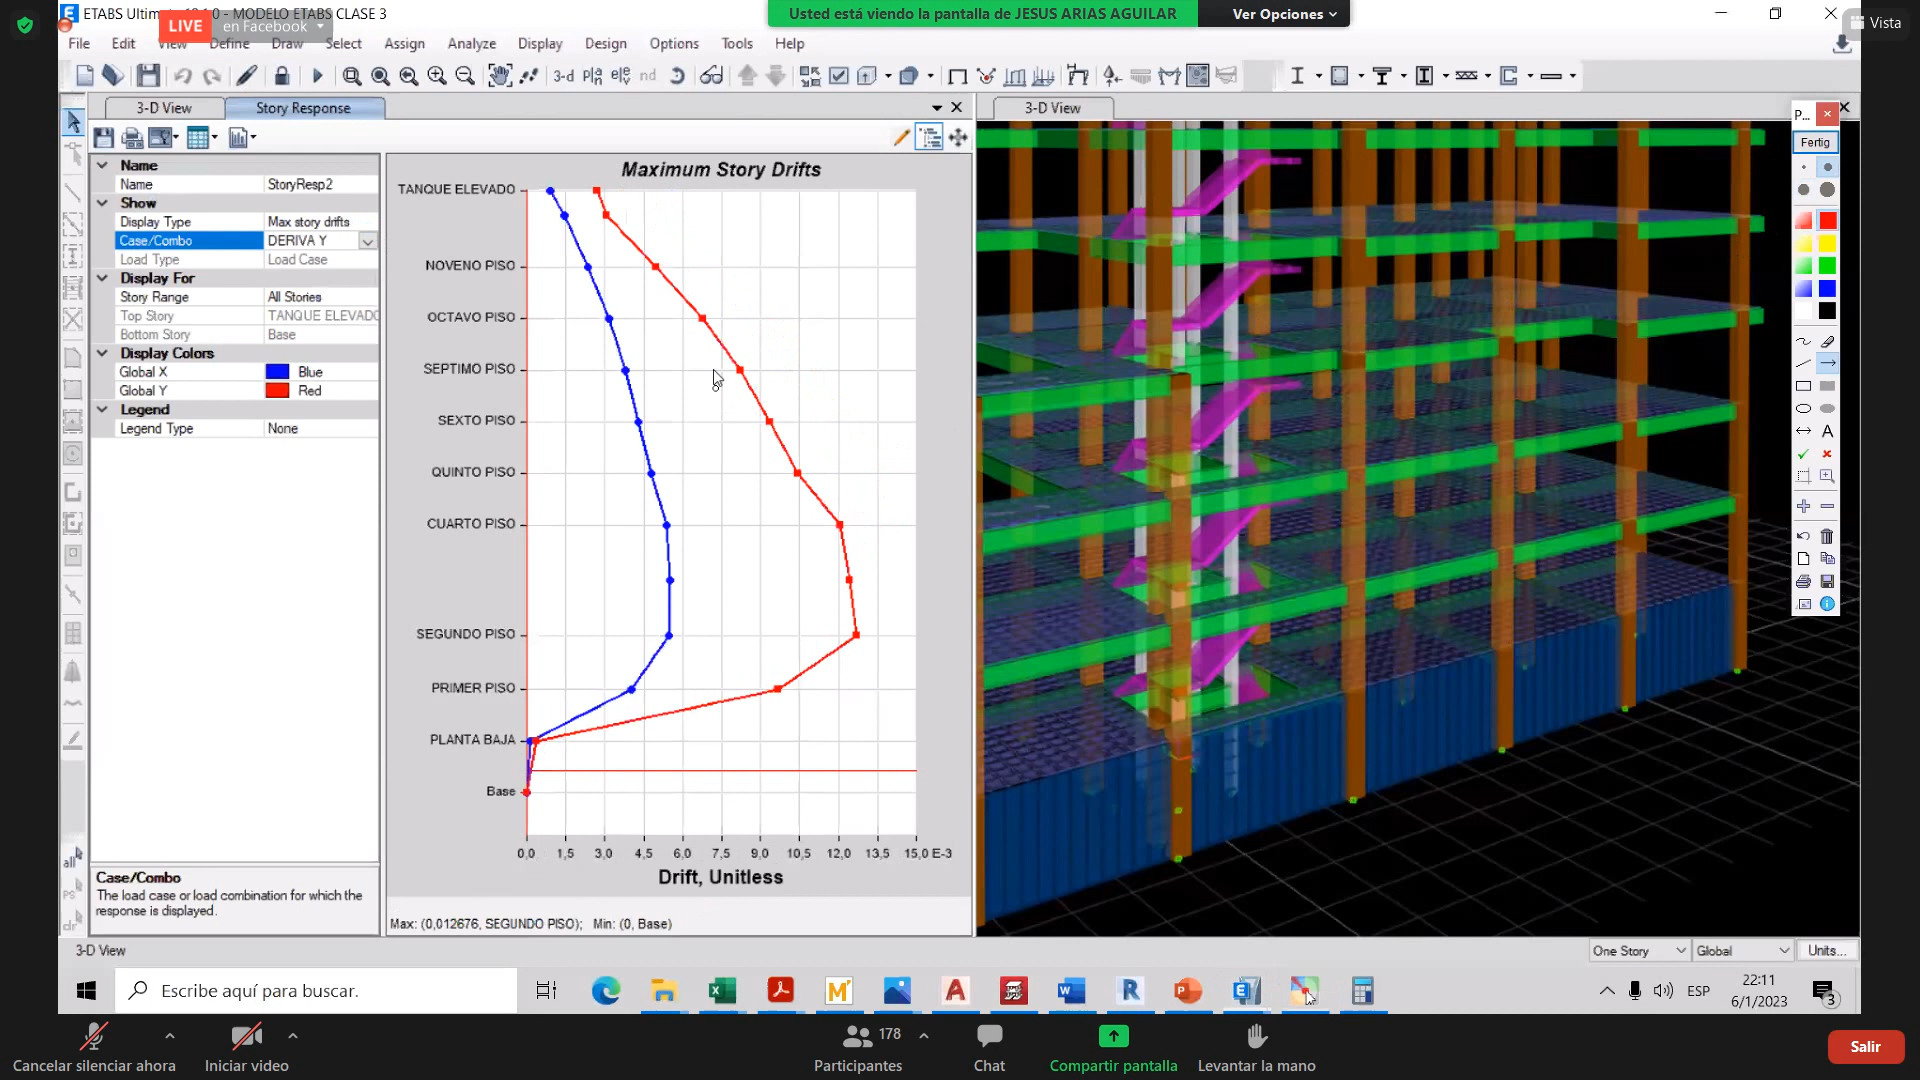 ETABS Ultimate
- MODELO ETABS CLASE 3
LIVE
en Facebook
Usted está viendo la pantalla de JESUS ARIAS AGUILAR
Ver Opciones
Vista
File Edit View Define Draw Select Assign Analyze Display Design Options Tools Help
3-d
nd
3-D View
Story Response
3-D View
P...
Fertig
A
Name
Name StoryResp2
Show
Display Type Max story drifts
Case/Combo DERIVA Y
Load Type Load Case
Display For
Story Range All Stories
Top Story TANQUE ELEVADO
Bottom Story Base
Display Colors
Global X Blue
Global Y Red
Legend
Legend Type None
Case/Combo
The load case or load combination for which the
response is displayed.
all
PS
dr
Maximum Story Drifts
TANQUE ELEVADO
NOVENO PISO
OCTAVO PISO
SEPTIMO PISO
SEXTO PISO
QUINTO PISO
CUARTO PISO
SEGUNDO PISO
PRIMER PISO
PLANTA BAJA
Base
0,0 1,5 3,0 4,5 6,0 7,5 9,0 10,5 12,0 13,5 15,0 E-3
Drift, Unitless
Max: (0,012676, SEGUNDO PISO); Min: (0, Base)
3-D View
One Story
Global
Units...
Escribe aquí para buscar.
ESP
22:11
6/1/2023
3
Cancelar silenciar ahora
Iniciar video
178
Participantes
Chat
Compartir pantalla
Levantar la mano
Salir